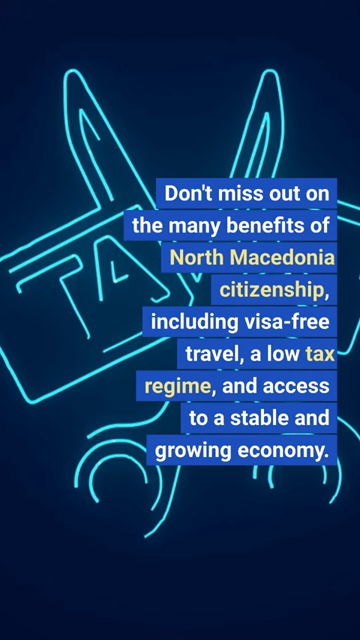 Don't miss out on
the many benefits of
North Macedonia
citizenship,
including visa-free
travel, a low tax
regime, and access
to a stable and
growing economy.